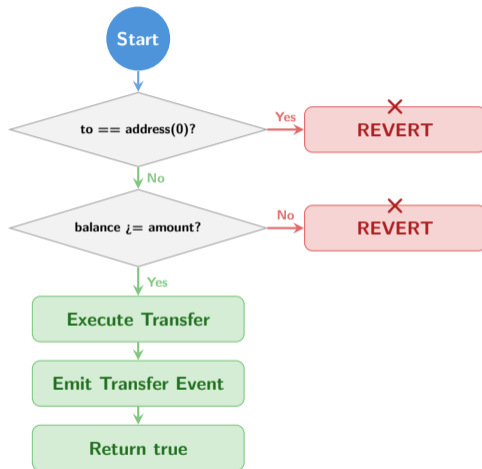 Start
to == address(0)?
Yes
REVERT
No
balance ¿= amount?
No
REVERT
Yes
Execute Transfer
Emit Transfer Event
Return true